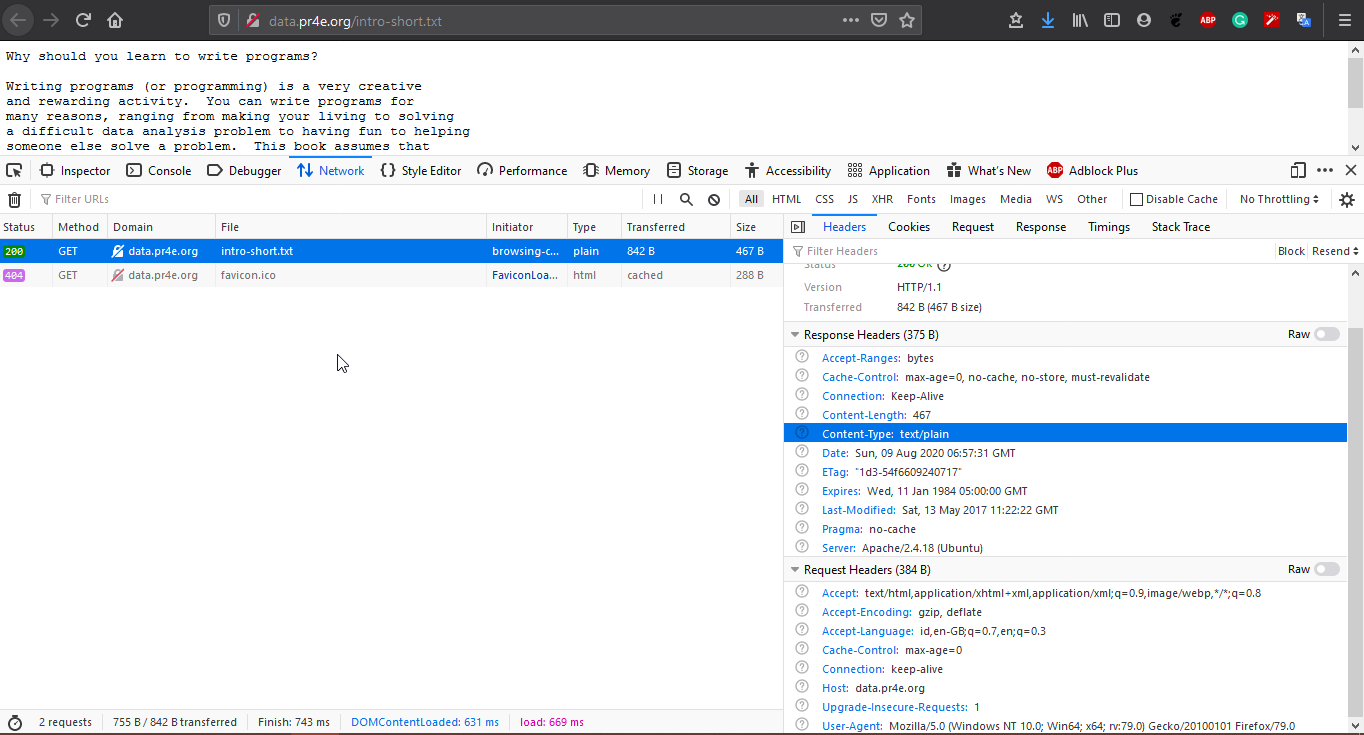 data.pr4e.org/intro-short.txt
ABP
Why should you learn to write programs?
Writing programs (or programming) is a very creative
and rewarding activity.  You can write programs for
many reasons, ranging from making your living to solving
a difficult data analysis problem to having fun to helping
someone else solve a problem.  This book assumes that
Inspector Console Debugger Network Style Editor Performance Memory Storage Accessibility Application What's New ABP Adblock Plus
Filter URLs All HTML CSS JS XHR Fonts Images Media WS Other Disable Cache No Throttling
Status Method Domain File Initiator Type Transferred Size
200 GET data.pr4e.org intro-short.txt browsing-c... plain 842 B 467 B
404 GET data.pr4e.org favicon.ico FaviconLoa... html cached 288 B
Headers Cookies Request Response Timings Stack Trace
Filter Headers Block Resend
Status 200 OK
Version HTTP/1.1
Transferred 842 B (467 B size)
Response Headers (375 B) Raw
Accept-Ranges: bytes
Cache-Control: max-age=0, no-cache, no-store, must-revalidate
Connection: Keep-Alive
Content-Length: 467
Content-Type: text/plain
Date: Sun, 09 Aug 2020 06:57:31 GMT
ETag: "1d3-54f6609240717"
Expires: Wed, 11 Jan 1984 05:00:00 GMT
Last-Modified: Sat, 13 May 2017 11:22:22 GMT
Pragma: no-cache
Server: Apache/2.4.18 (Ubuntu)
Request Headers (384 B) Raw
Accept: text/html,application/xhtml+xml,application/xml;q=0.9,image/webp,*/*;q=0.8
Accept-Encoding: gzip, deflate
Accept-Language: id,en-GB;q=0.7,en;q=0.3
Cache-Control: max-age=0
Connection: keep-alive
Host: data.pr4e.org
Upgrade-Insecure-Requests: 1
User-Agent: Mozilla/5.0 (Windows NT 10.0; Win64; x64; rv:79.0) Gecko/20100101 Firefox/79.0
2 requests 755 B / 842 B transferred Finish: 743 ms DOMContentLoaded: 631 ms load: 669 ms